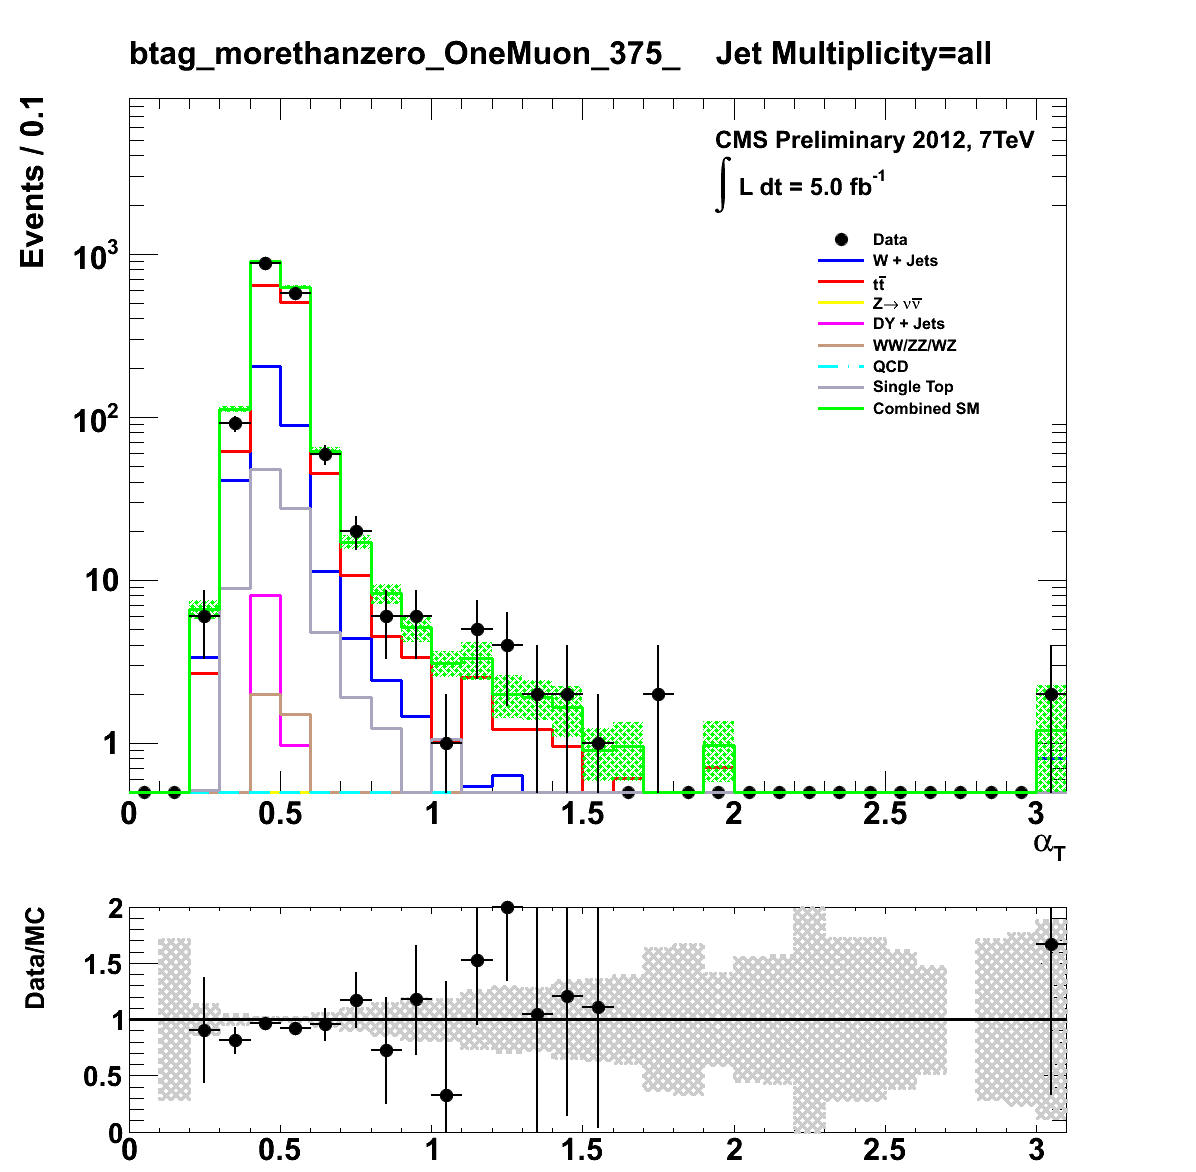 btag_morethanzero_OneMuon_375_ Jet Multiplicity=all
Events / 0.1
CMS Preliminary 2012, 7TeV
∫ L dt = 5.0 fb⁻¹
Data
W + Jets
tt̅
Z→ νν̅
DY + Jets
WW/ZZ/WZ
QCD
Single Top
Combined SM
10³
10²
10
1
0 0.5 1 1.5 2 2.5 3
α_T
Data/MC
2
1.5
1
0.5
0
0 0.5 1 1.5 2 2.5 3